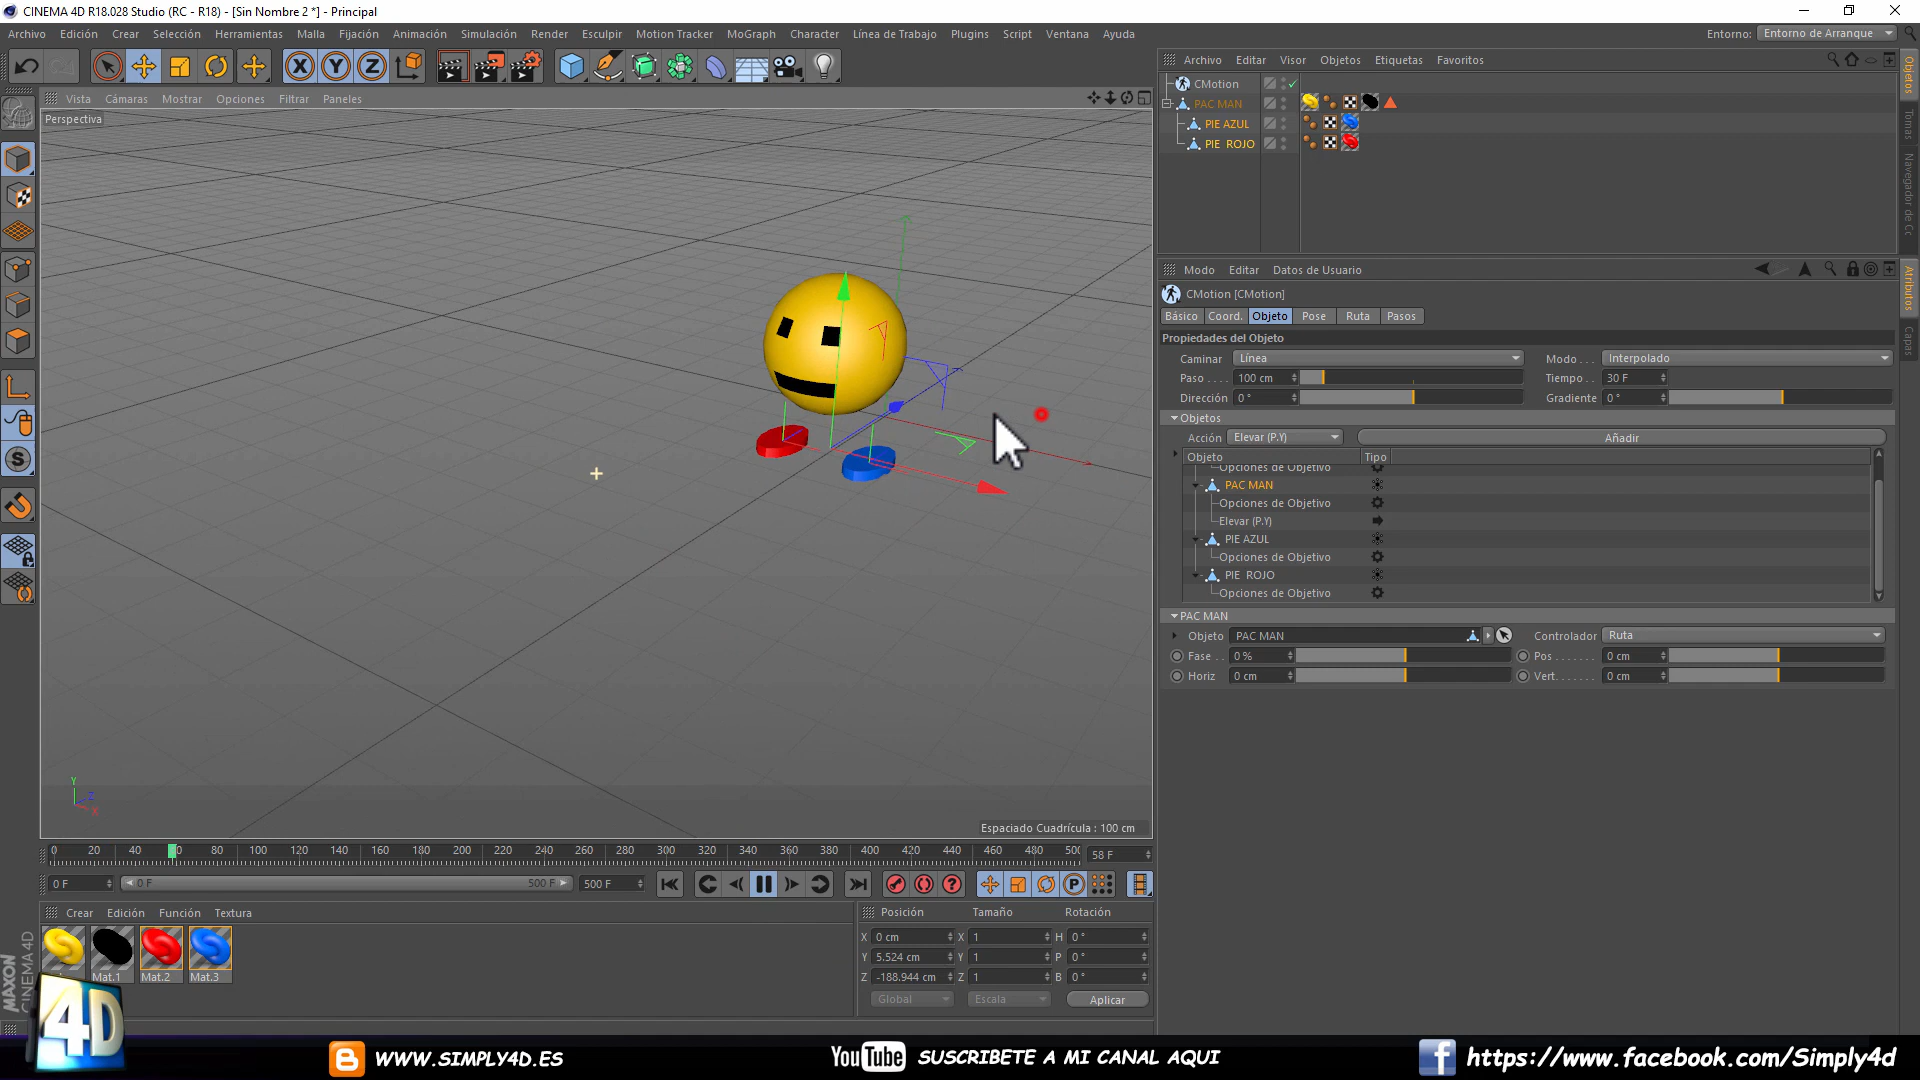 CINEMA 4D R18.028 Studio (RC - R18) - [Sin Nombre 2 *] - Principal
Archivo Edición Crear Selección Herramientas Malla Fijación Animación Simulación Render Esculpir Motion Tracker MoGraph Character Línea de Trabajo Plugins Script Ventana Ayuda Entorno: Entorno de Arranque
X Y Z
Archivo Editar Visor Objetos Etiquetas Favoritos
Vista Cámaras Mostrar Opciones Filtrar Paneles
Perspectiva
CMotion
PAC MAN
PIE AZUL
PIE ROJO
Objetos
Tomas
Navegador de Cc
Modo Editar Datos de Usuario
CMotion [CMotion]
Básico Coord. Objeto Pose Ruta Pasos
Atributos
Capas
Propiedades del Objeto
Caminar Línea Modo . . . Interpolado
Paso . . . . 100 cm Tiempo . . 30 F
Dirección 0 ° Gradiente 0 °
Objetos
Acción Elevar (P.Y) Añadir
Objeto Tipo
Opciones de Objetivo
PAC MAN
Opciones de Objetivo
Elevar (P.Y)
PIE AZUL
Opciones de Objetivo
PIE ROJO
Opciones de Objetivo
PAC MAN
Objeto PAC MAN Controlador Ruta
Fase . . 0 % Pos . . . . . . . 0 cm
Horiz 0 cm Vert. . . . . . . 0 cm
Y
Z
X
Espaciado Cuadrícula : 100 cm
0 20 40 0 80 100 120 140 160 180 200 220 240 260 280 300 320 340 360 380 400 420 440 460 480 500 58 F
0 F 0 F 500 F 500 F
Crear Edición Función Textura
Posición Tamaño Rotación
X 0 cm X 1 H 0 °
Y 5.524 cm Y 1 P 0 °
Z -188.944 cm Z 1 B 0 °
Global Escala Aplicar
Mat.1 Mat.2 Mat.3
MAXON
CINEMA 4D
4D
WWW.SIMPLY4D.ES
YouTube SUSCRIBETE A MI CANAL AQUI
https://www.facebook.com/Simply4d